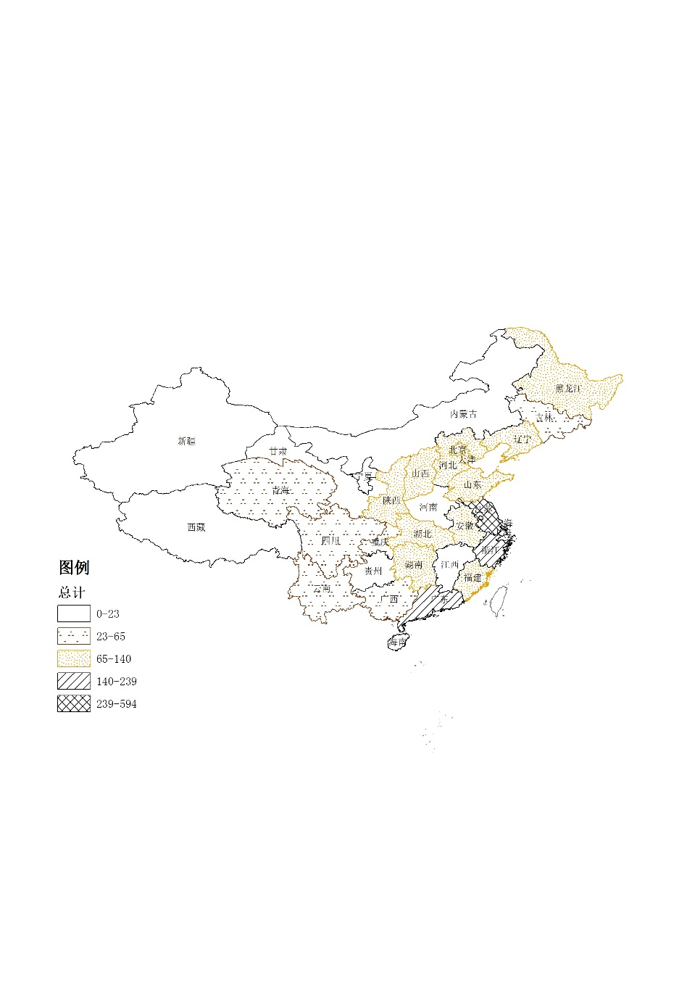 黑龙江
内蒙古
吉林
新疆
辽宁
甘肃
北京
天津
河北
山西
宁夏
山东
青海
陕西
河南
西藏
安徽
湖北
四川
重庆
浙江
湖南
江西
贵州
福建
云南
广西
广东
海南
图例
总计
0-23
23-65
65-140
140-239
239-594